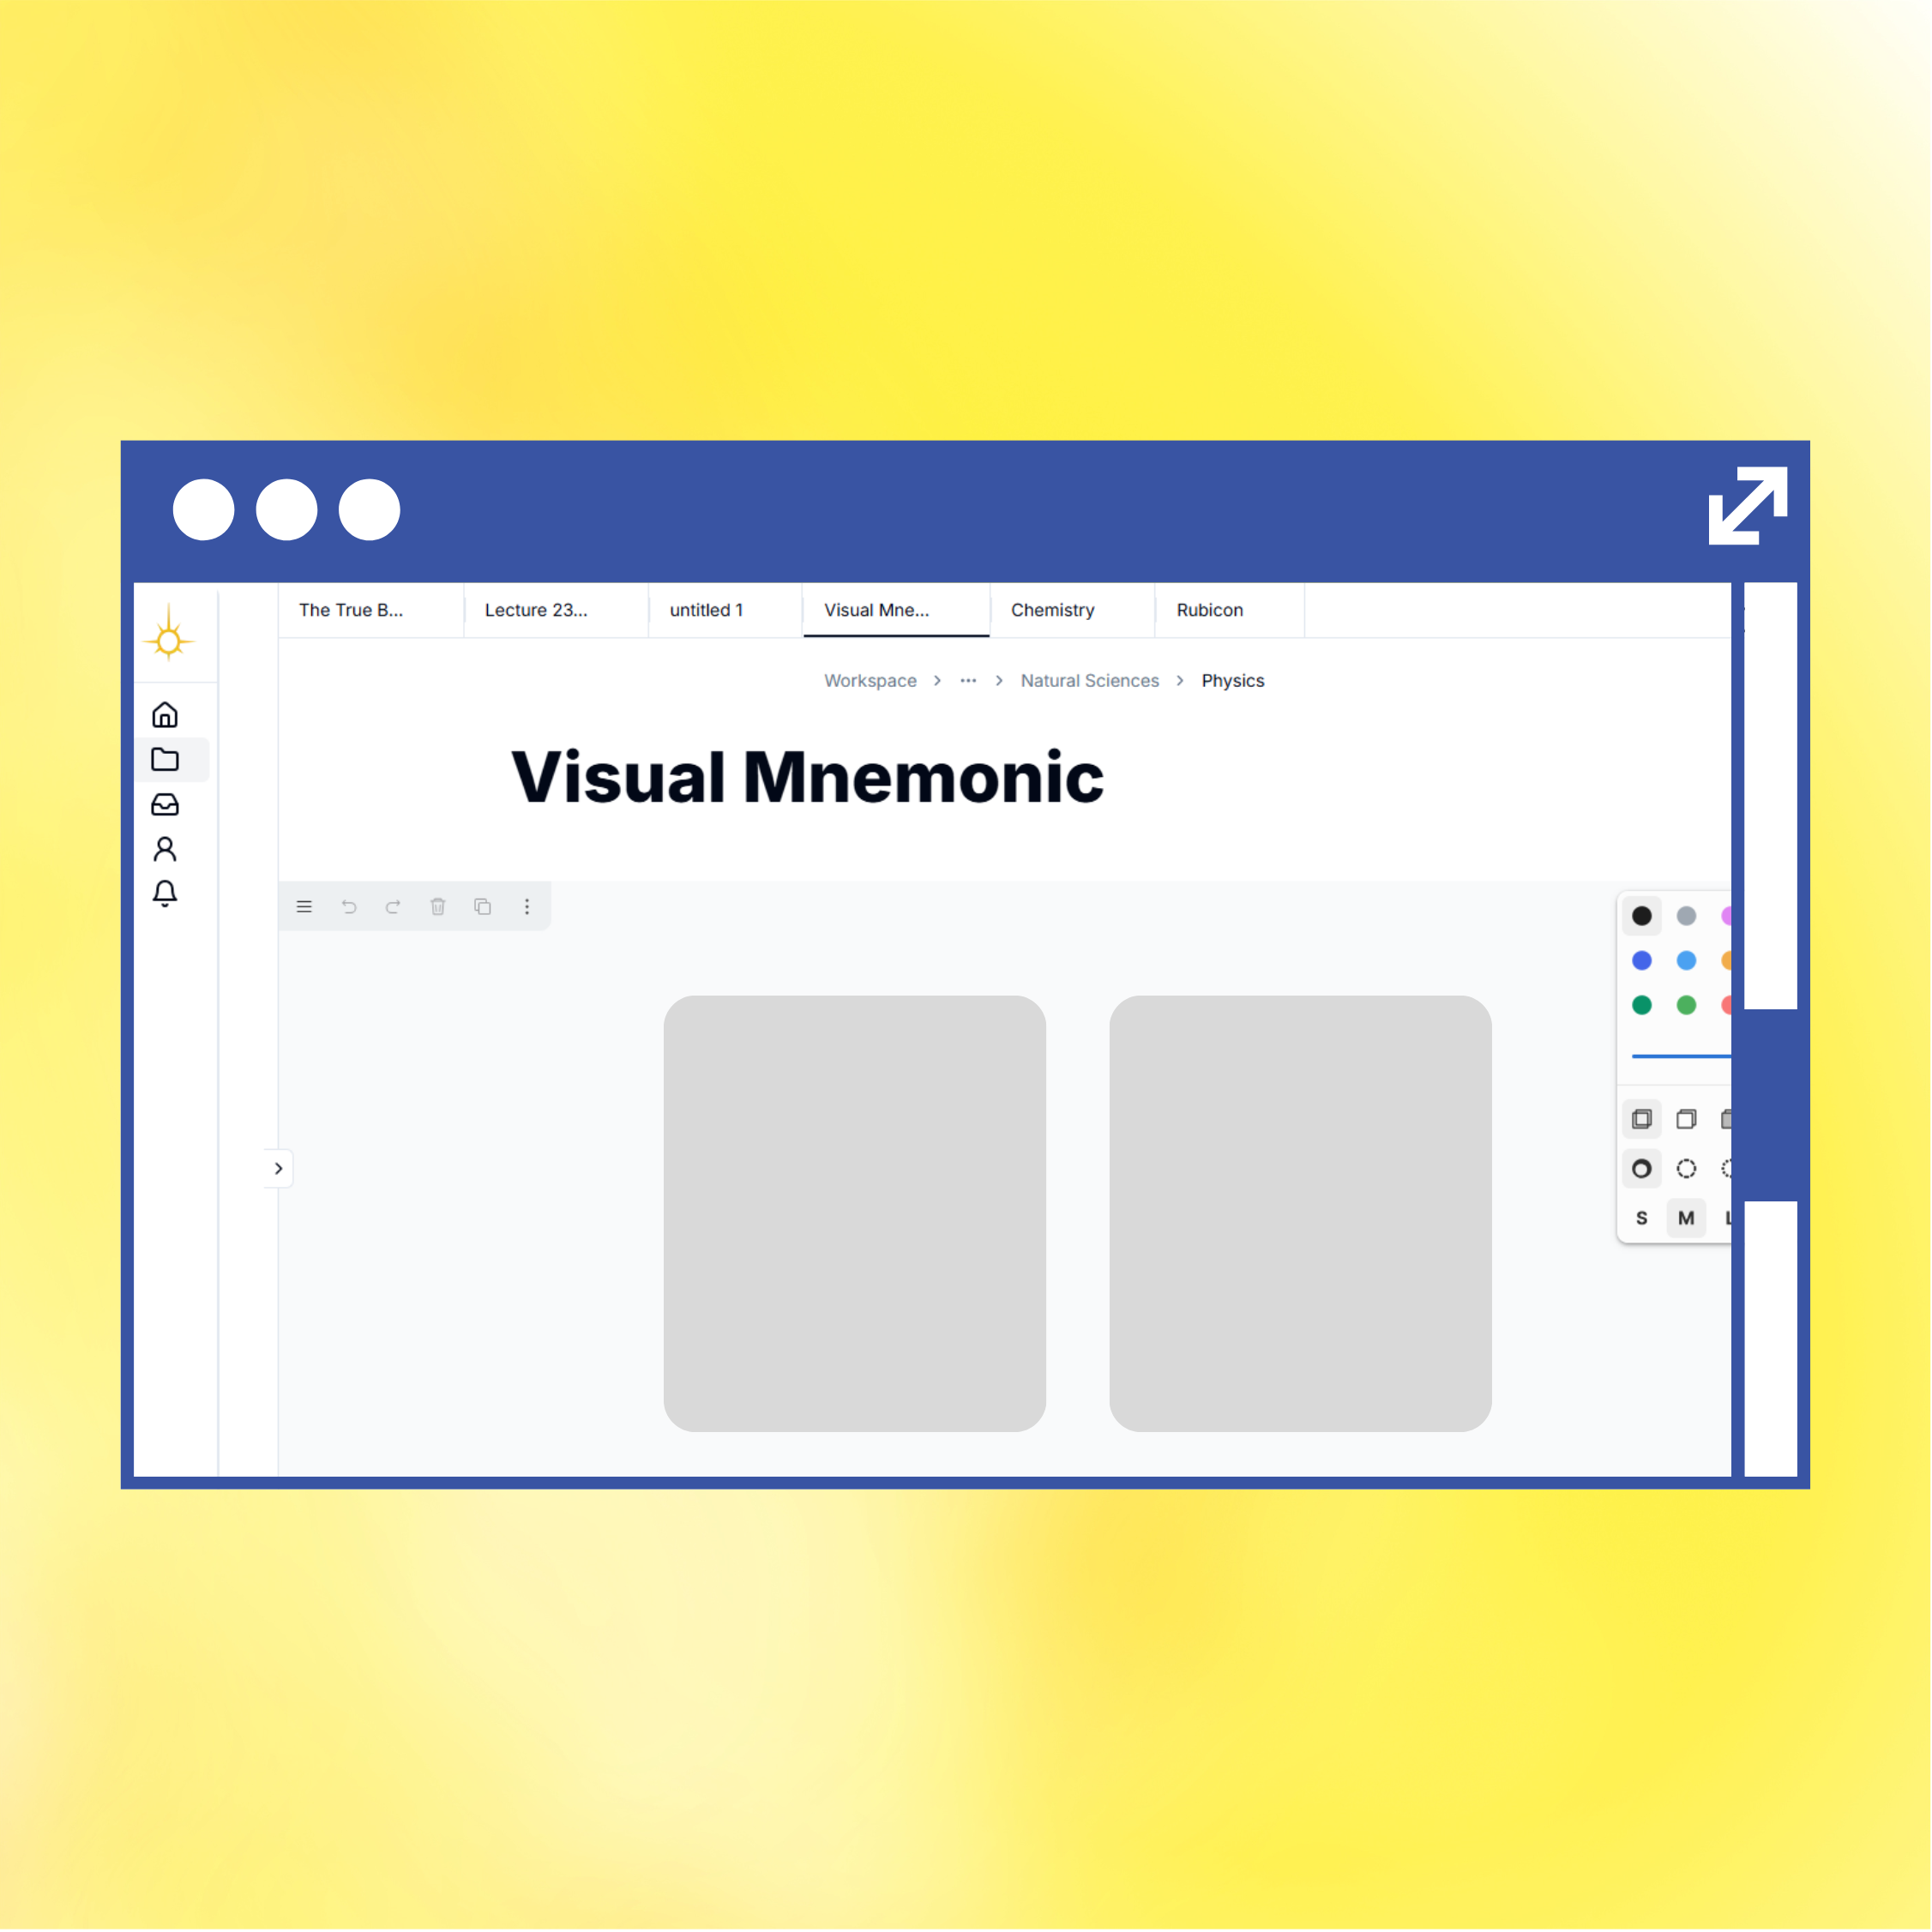 The True B...
Lecture 23...
untitled 1
Visual Mne...
Chemistry
Rubicon
Workspace > ... > Natural Sciences > Physics
Visual Mnemonic
S M L